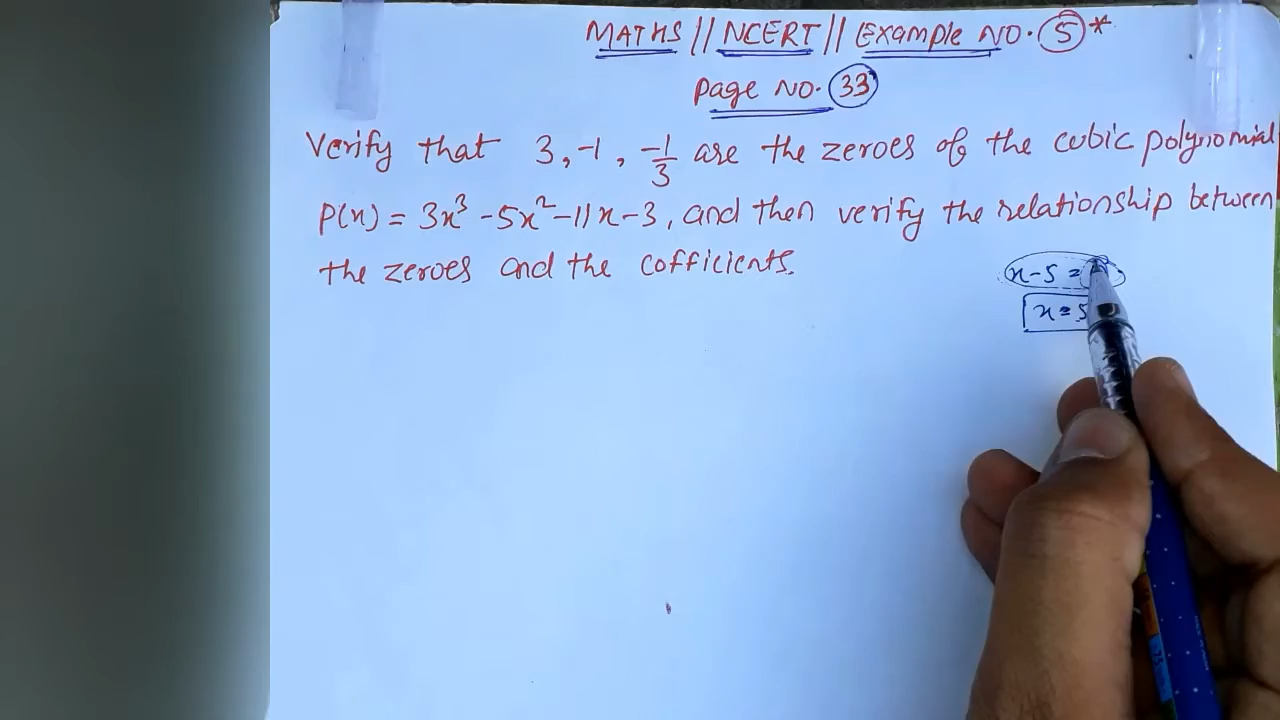 MATHS // NCERT // Example NO. 5 *
Page NO. 33
Verify that 3, -1, -1/3 are the zeroes of the cubic polynomial
P(x) = 3x³ - 5x² - 11x - 3, and then verify the relationship between
the zeroes and the cofficients.
x - 5 =
x = 5